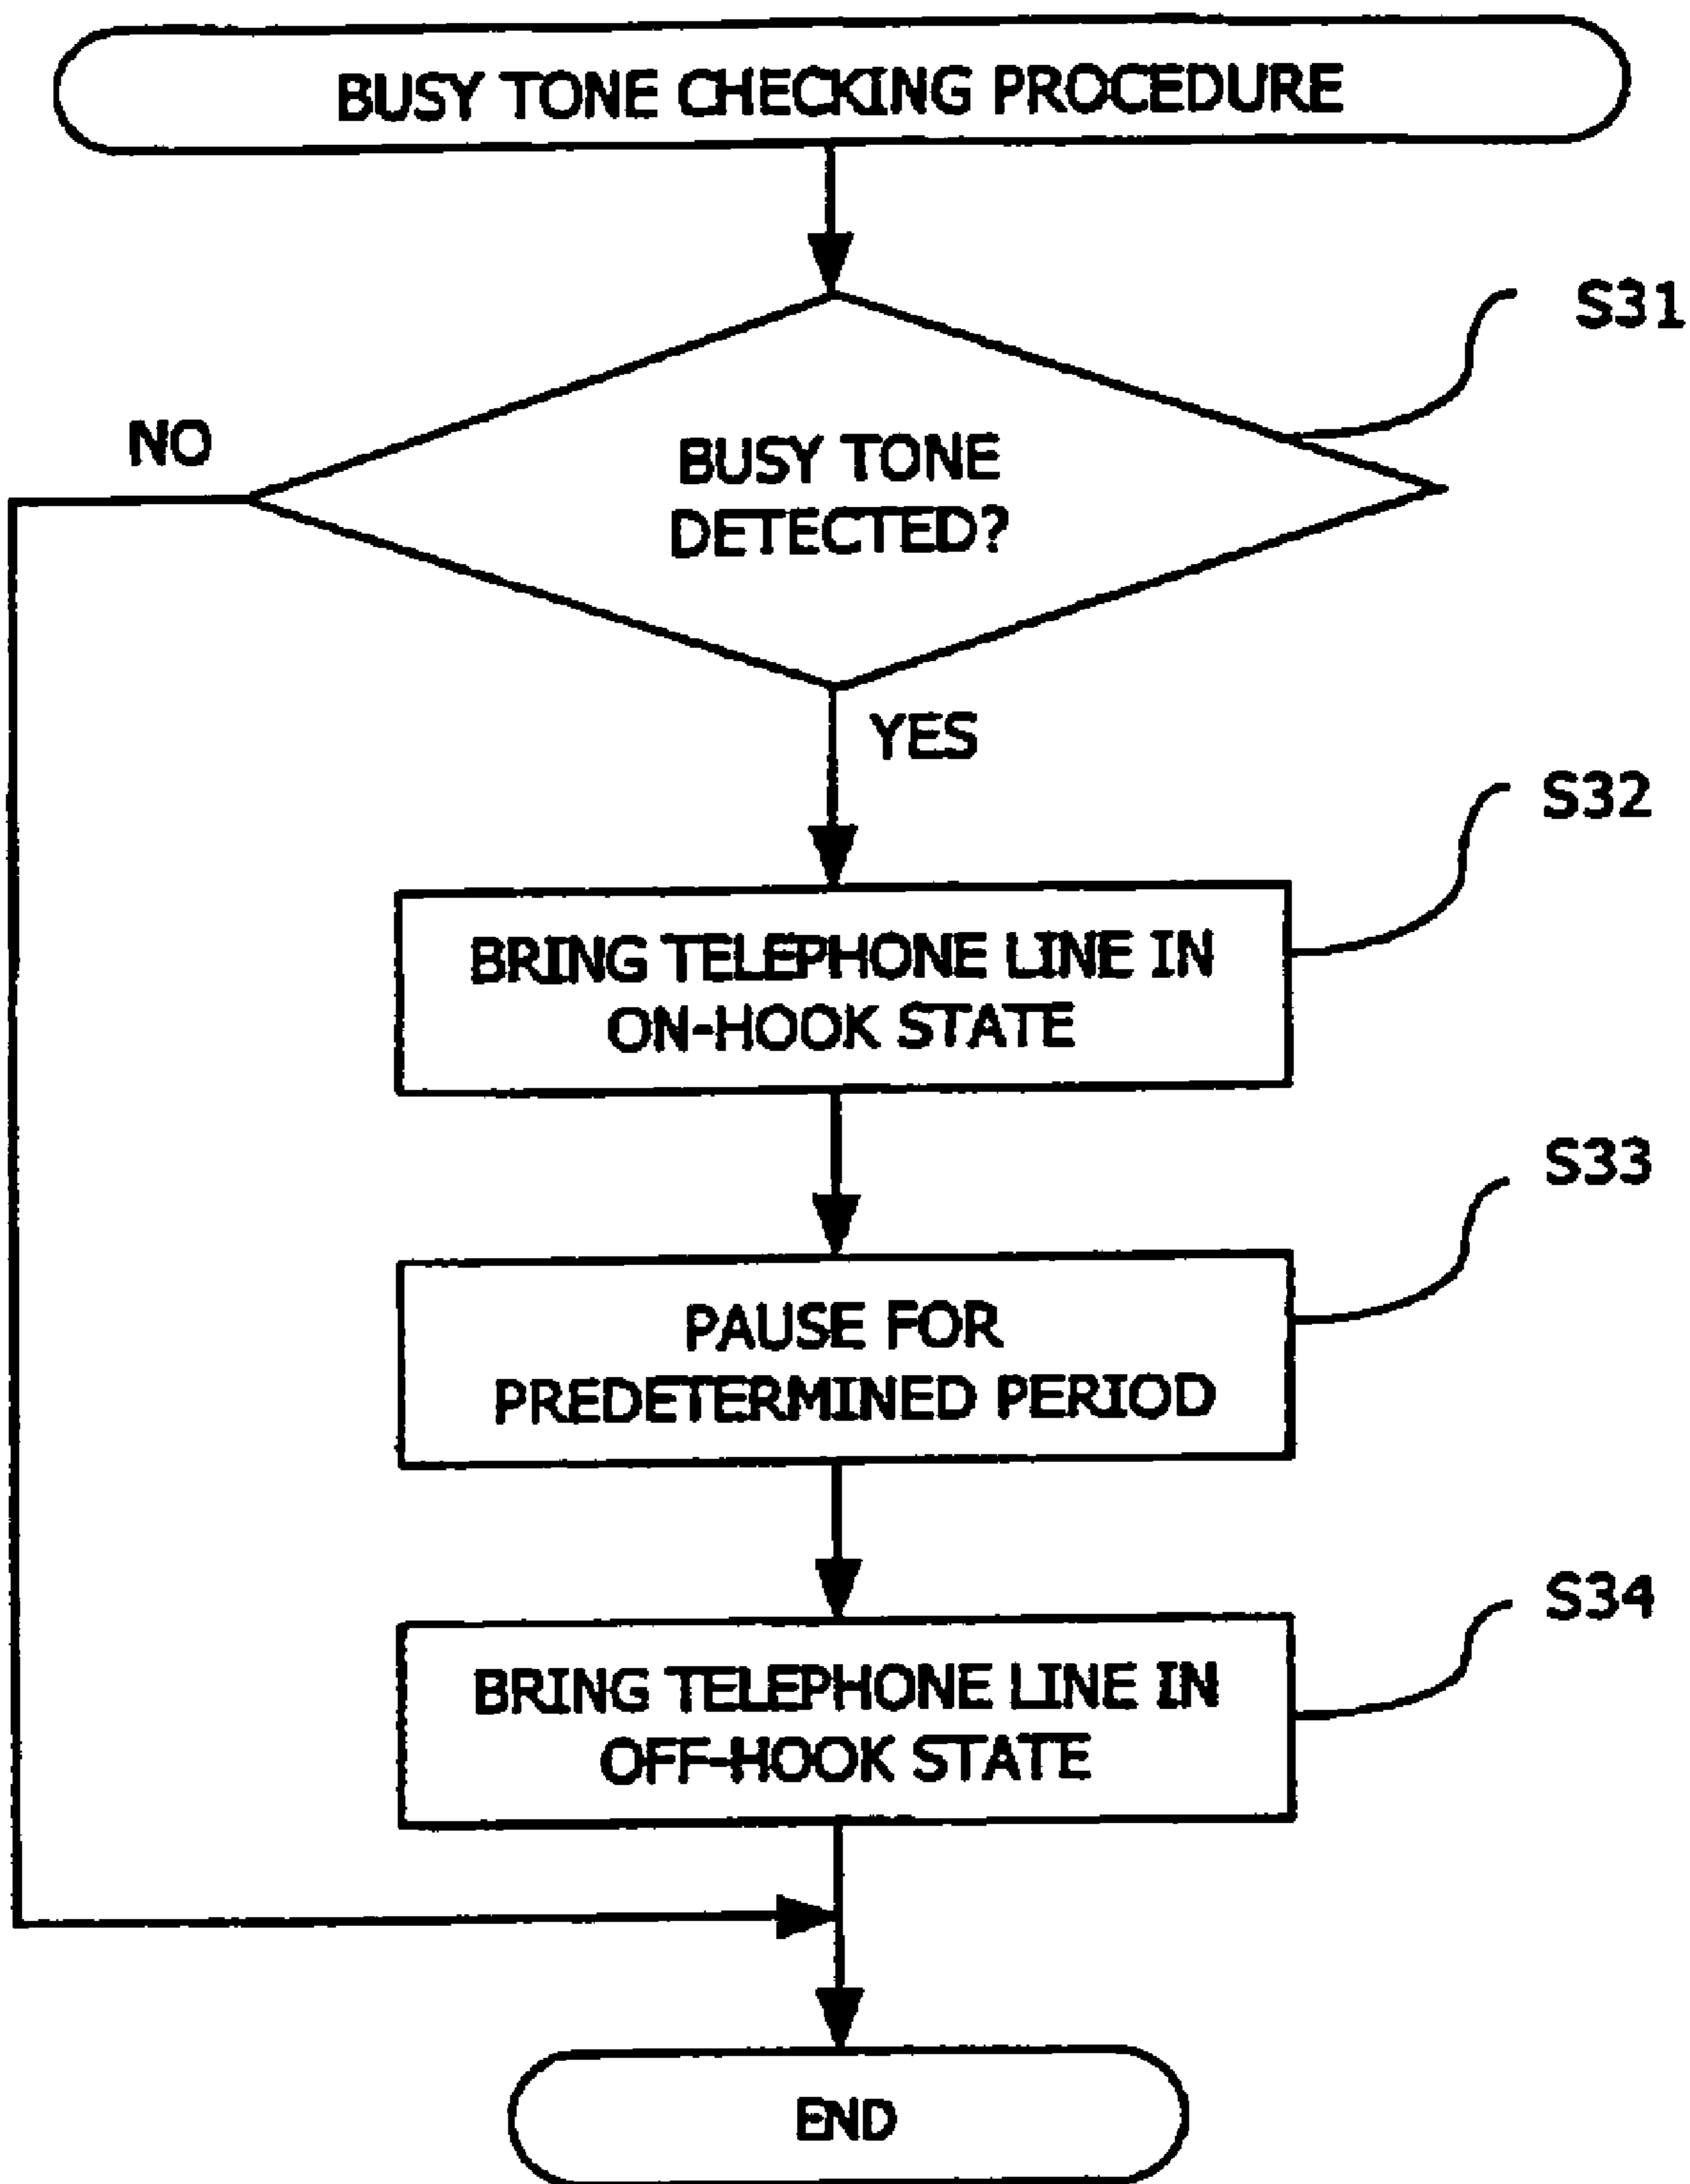 BUSY TONE CHECKING PROCEDURE
S31
NO
BUSY TONE
DETECTED?
YES
S32
BRING TELEPHONE LINE IN
ON-HOOK STATE
S33
PAUSE FOR
PREDETERMINED PERIOD
S34
BRING TELEPHONE LINE IN
OFF-HOOK STATE
END